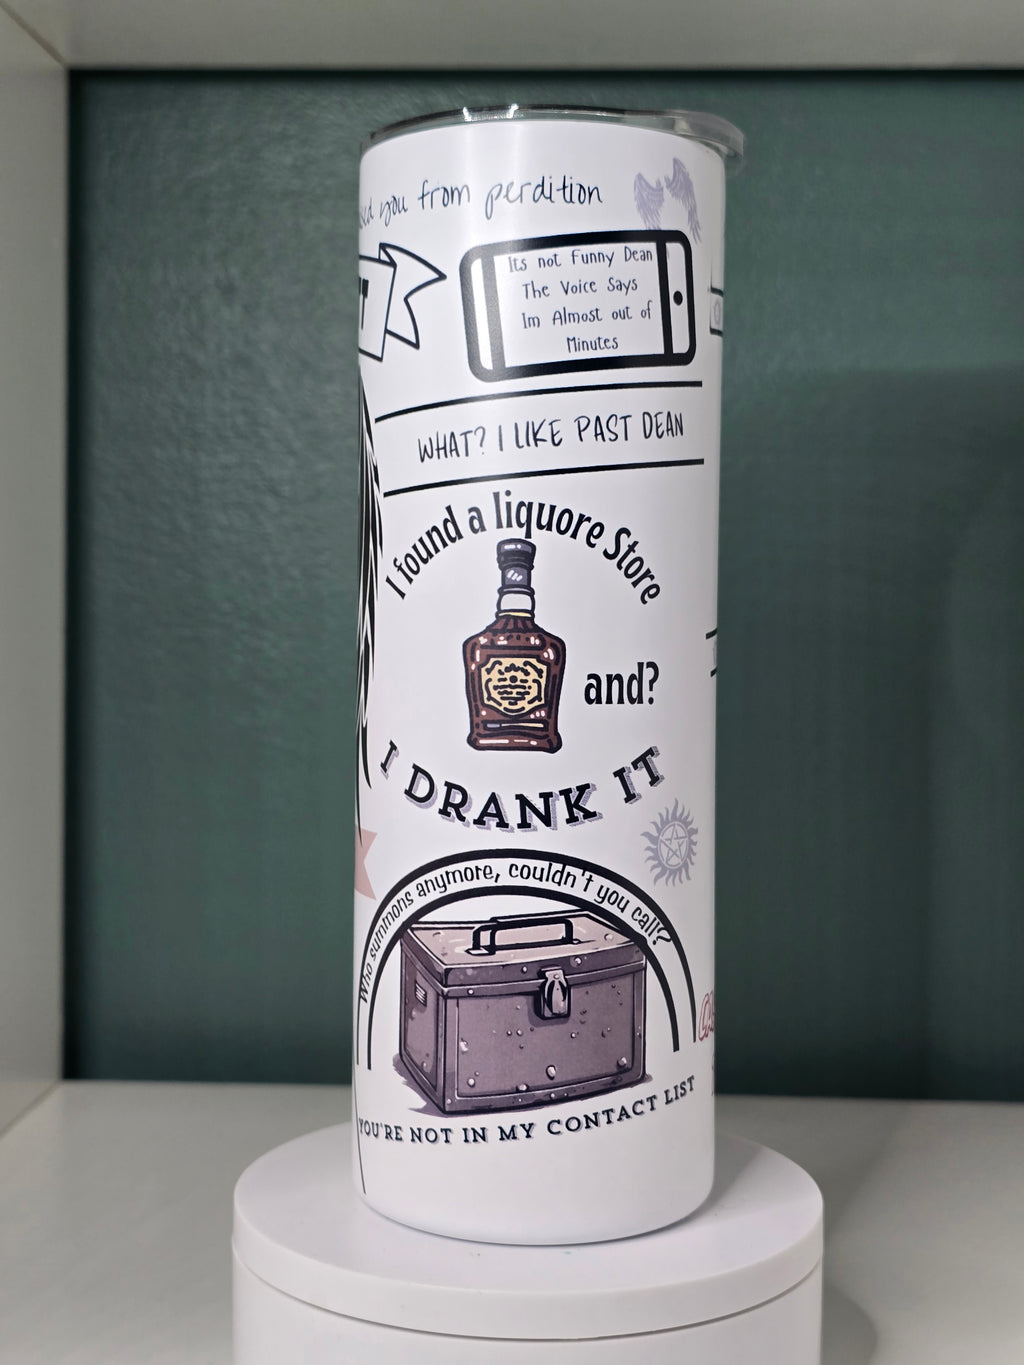 you from perdition
Its not Funny Dean
The Voice Says
Im Almost out of
Minutes
WHAT? I LIKE PAST DEAN
I found a liquore Store
and?
I DRANK IT
Who summons anymore, couldn't you call?
YOU'RE NOT IN MY CONTACT LIST